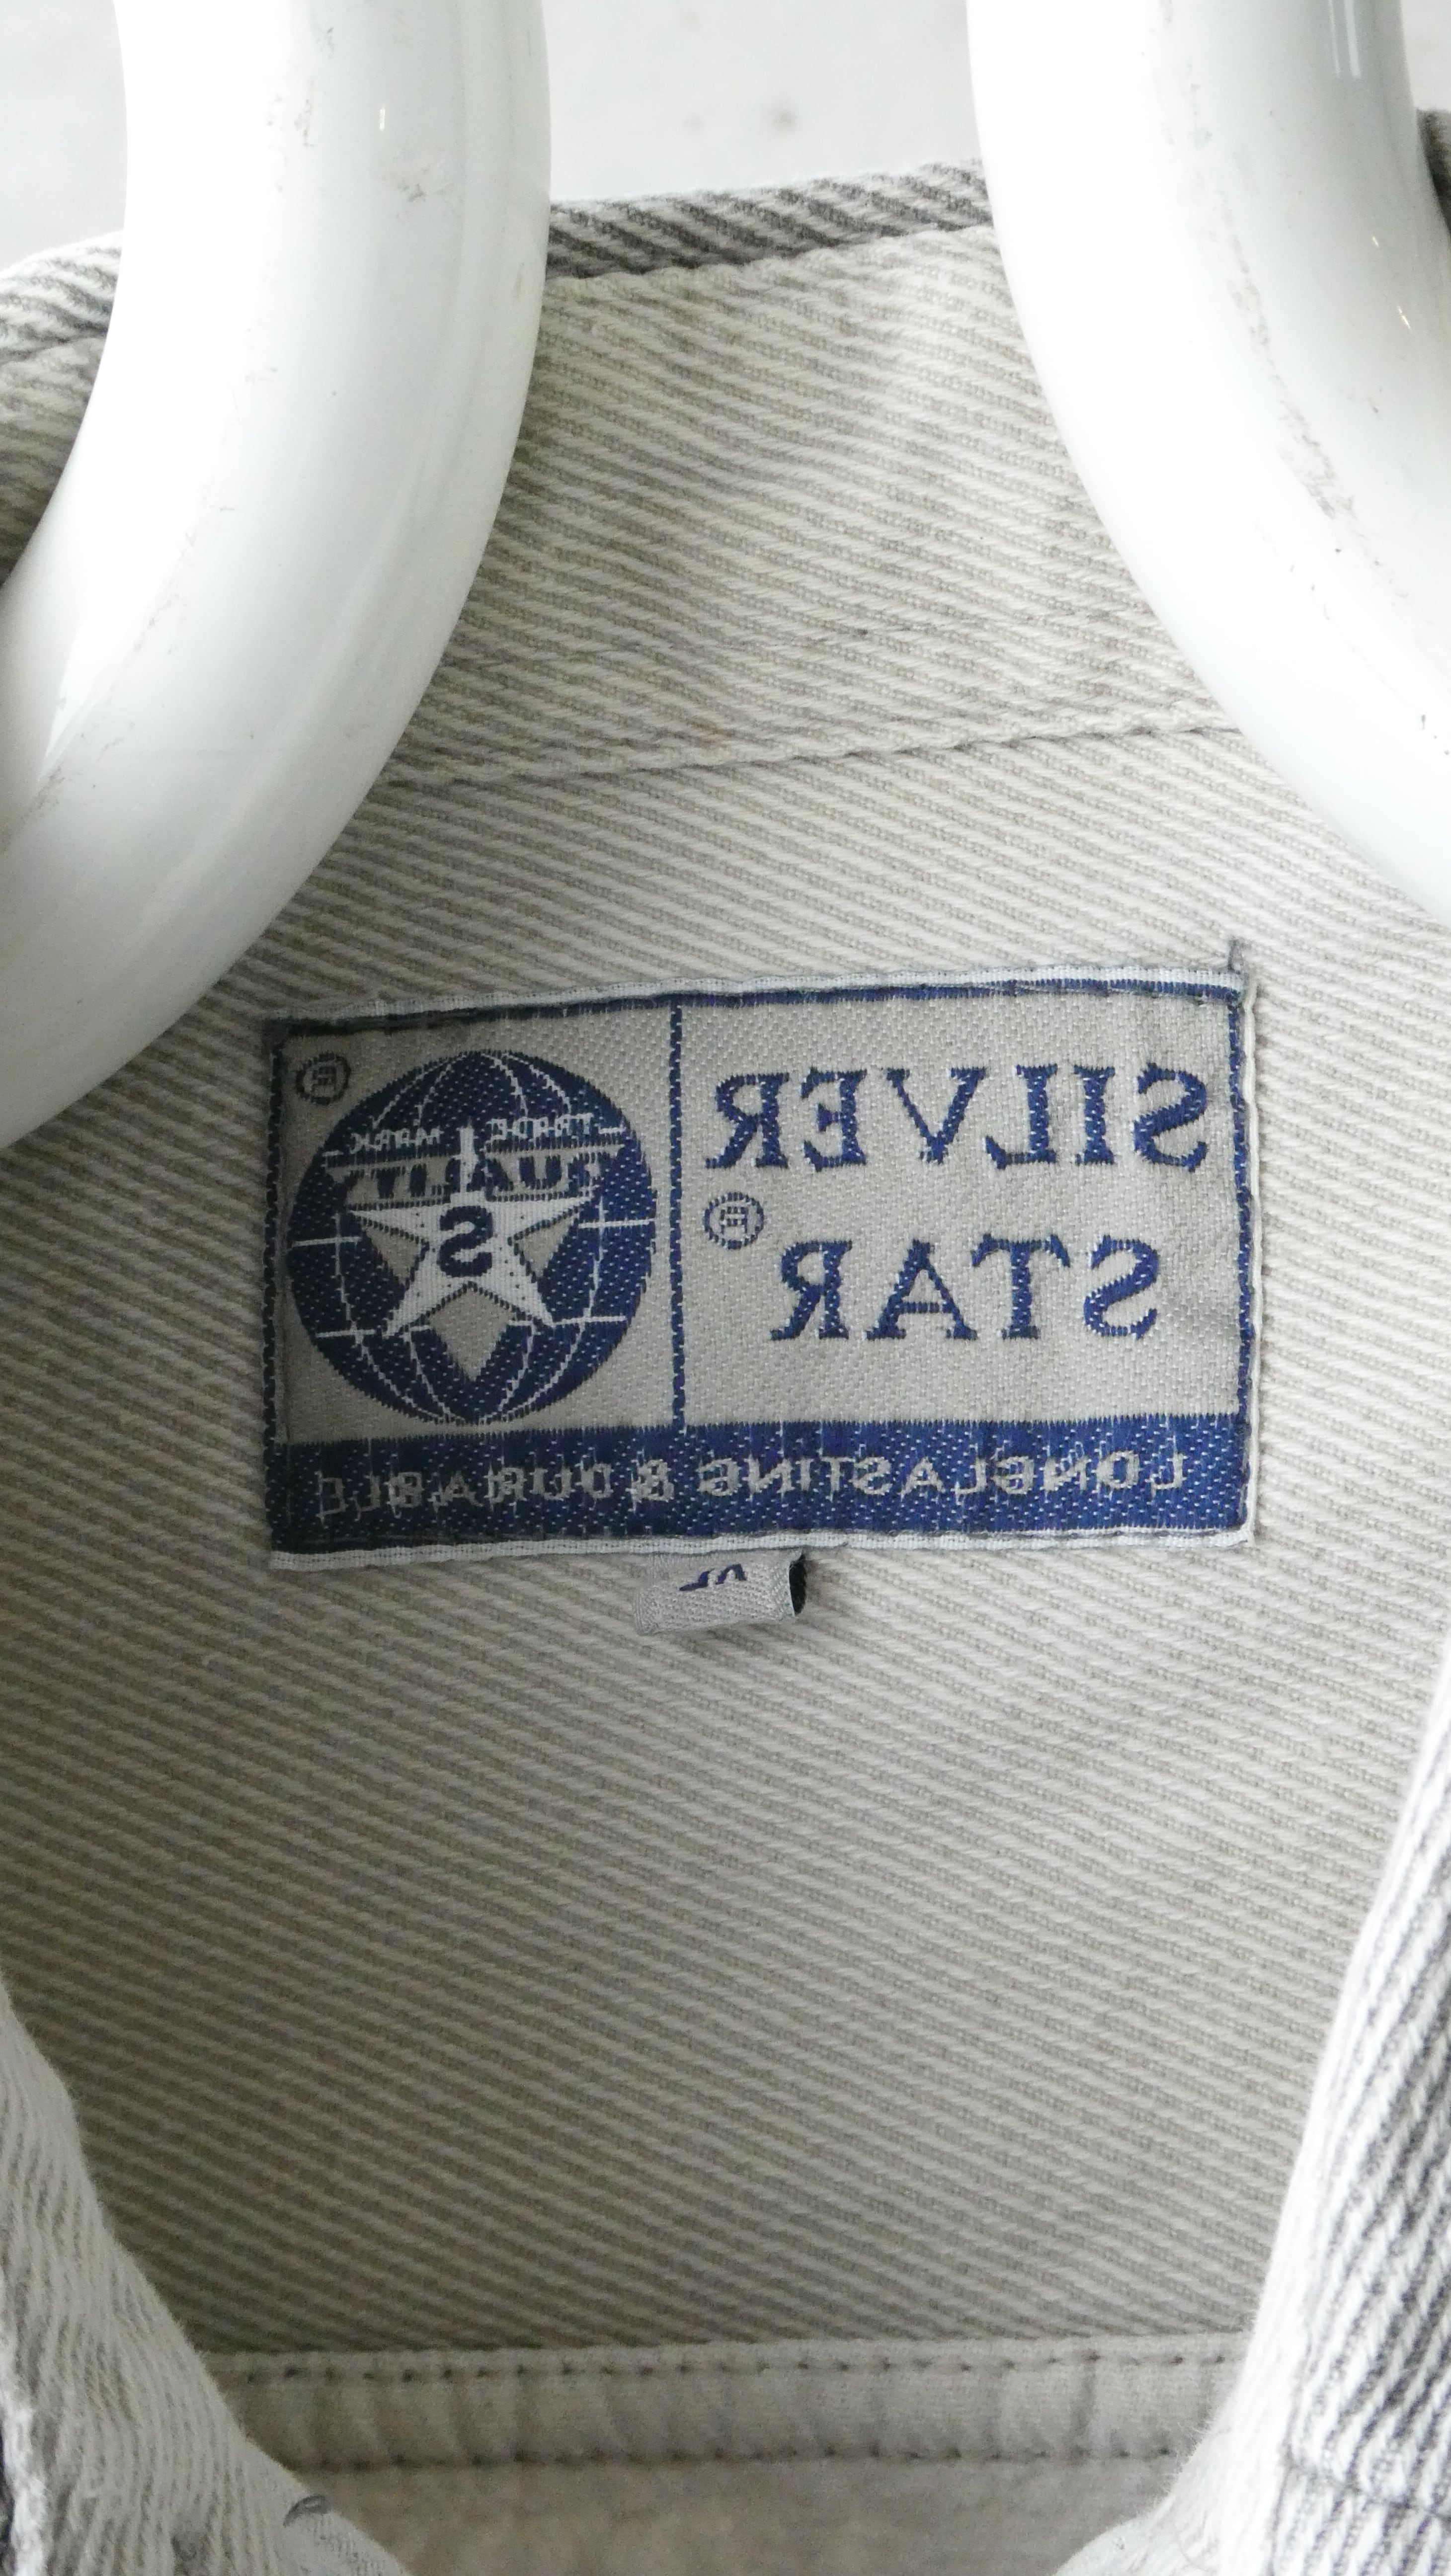 SILVER
STAR ®
®
TRADE MARK
QUALITY
S
LONGLASTING & DURABLE